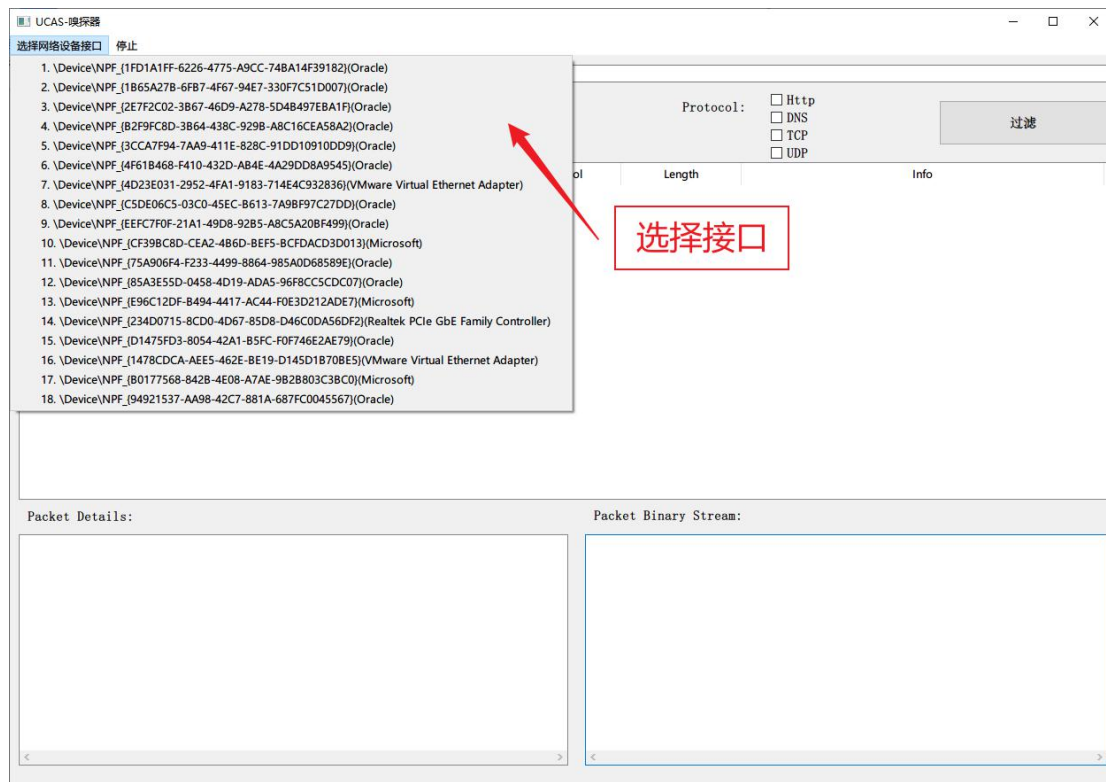 UCAS-嗅探器
选择网络设备接口 停止
1. \Device\NPF_{1FD1A1FF-6226-4775-A9CC-74BA14F39182}(Oracle)
2. \Device\NPF_{1B65A27B-6FB7-4F67-94E7-330F7C51D007}(Oracle)
3. \Device\NPF_{2E7F2C02-3B67-46D9-A278-5D4B497EBA1F}(Oracle)
4. \Device\NPF_{B2F9FC8D-3B64-438C-929B-A8C16CEA58A2}(Oracle)
5. \Device\NPF_{3CCA7F94-7AA9-411E-828C-91DD10910DD9}(Oracle)
6. \Device\NPF_{4F61B468-F410-432D-AB4E-4A29DD8A9545}(Oracle)
7. \Device\NPF_{4D23E031-2952-4FA1-9183-714E4C932836}(VMware Virtual Ethernet Adapter)
8. \Device\NPF_{C5DE06C5-03C0-45EC-B613-7A9BF97C27DD}(Oracle)
9. \Device\NPF_{EEFC7F0F-21A1-49D8-92B5-A8C5A20BF499}(Oracle)
10. \Device\NPF_{CF39BC8D-CEA2-4B6D-BEF5-BCFDACD3D013}(Microsoft)
11. \Device\NPF_{75A906F4-F233-4499-8864-985A0D68589E}(Oracle)
12. \Device\NPF_{85A3E55D-0458-4D19-ADA5-96F8CC5CDC07}(Oracle)
13. \Device\NPF_{E96C12DF-B494-4417-AC44-F0E3D212ADE7}(Microsoft)
14. \Device\NPF_{234D0715-8CD0-4D67-85D8-D46C0DA56DF2}(Realtek PCIe GbE Family Controller)
15. \Device\NPF_{D1475FD3-8054-42A1-B5FC-F0F746E2AE79}(Oracle)
16. \Device\NPF_{1478CDCA-AEE5-462E-BE19-D145D1B70BE5}(VMware Virtual Ethernet Adapter)
17. \Device\NPF_{B0177568-842B-4E08-A7AE-9B2B803C3BC0}(Microsoft)
18. \Device\NPF_{94921537-AA98-42C7-881A-687FC0045567}(Oracle)
Protocol:
Http
DNS
TCP
UDP
过滤
ol Length Info
选择接口
Packet Details: Packet Binary Stream: